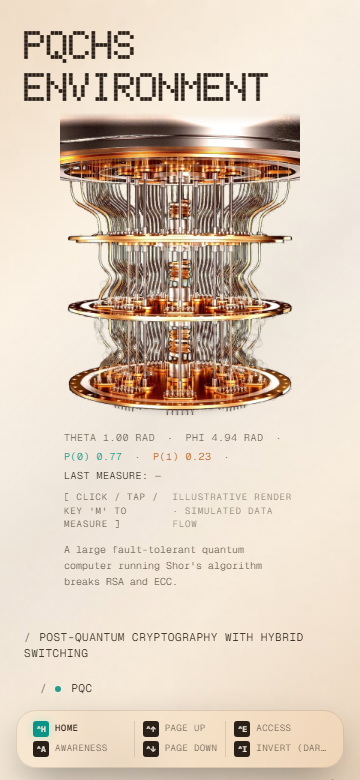 PQCHS
ENVIRONMENT
THETA 1.00 RAD · PHI 4.94 RAD ·
P(0) 0.77 · P(1) 0.23 ·
LAST MEASURE: —
[ CLICK / TAP /
KEY 'M' TO
MEASURE ]
ILLUSTRATIVE RENDER
· SIMULATED DATA
FLOW
A large fault-tolerant quantum
computer running Shor's algorithm
breaks RSA and ECC.
/ POST-QUANTUM CRYPTOGRAPHY WITH HYBRID
SWITCHING
/ ● PQC
^H HOME
^A AWARENESS
^↑ PAGE UP
^↓ PAGE DOWN
^E ACCESS
^I INVERT (DAR…